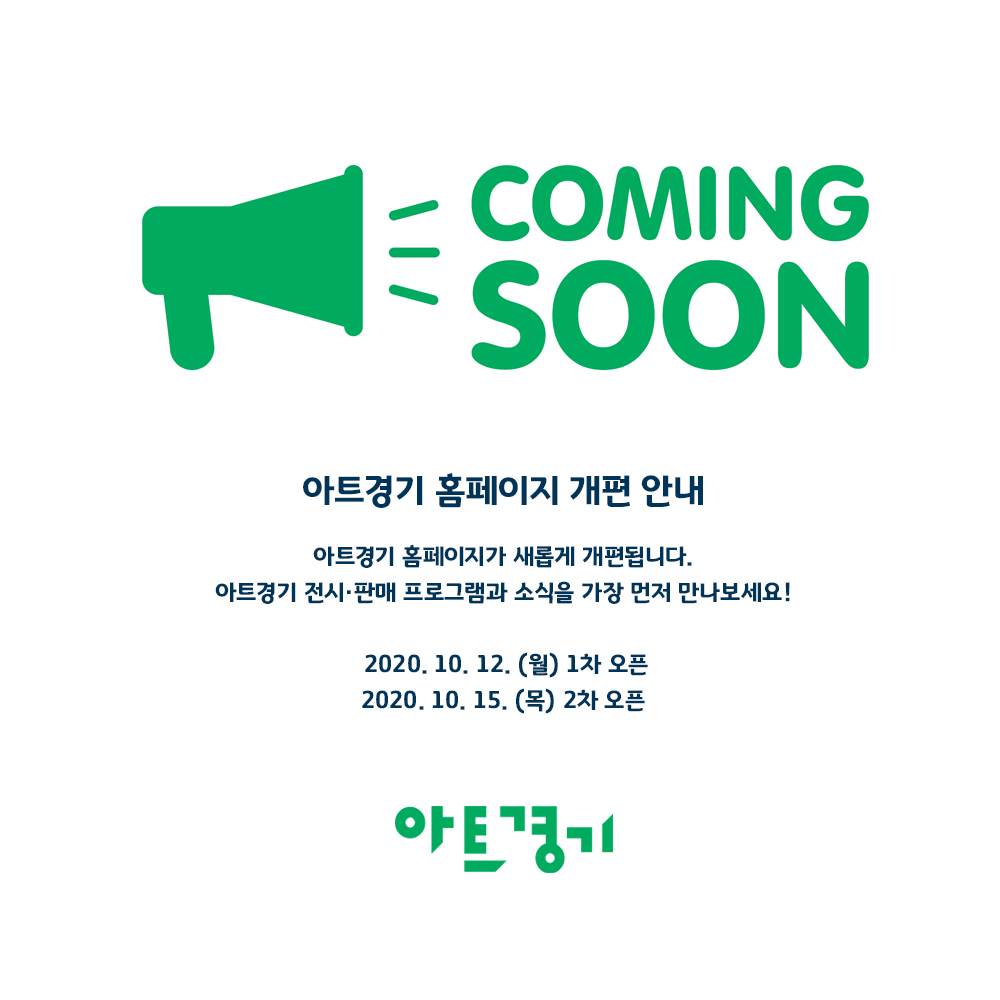 COMING
SOON
아트경기 홈페이지 개편 안내
아트경기 홈페이지가 새롭게 개편됩니다.
아트경기 전시·판매 프로그램과 소식을 가장 먼저 만나보세요!
2020. 10. 12. (월) 1차 오픈
2020. 10. 15. (목) 2차 오픈
아트경기